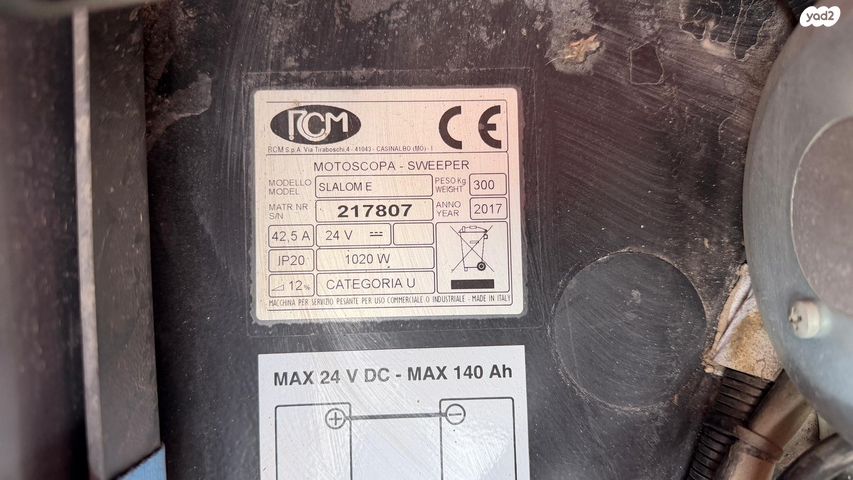 yad2
RCM
CE
RCM S.p.A. Via Tiraboschi,4 - 41043 - CASINALBO (MO) - I
MOTOSCOPA - SWEEPER
MODELLO MODEL SLALOM E PESO Kg WEIGHT 300
MATR.NR S/N 217807 ANNO YEAR 2017
42,5 A 24 V
IP20 1020 W
12% CATEGORIA U
MACCHINA PER SERVIZIO PESANTE PER USO COMMERCIALE O INDUSTRIALE - MADE IN ITALY
MAX 24 V DC - MAX 140 Ah
+ −